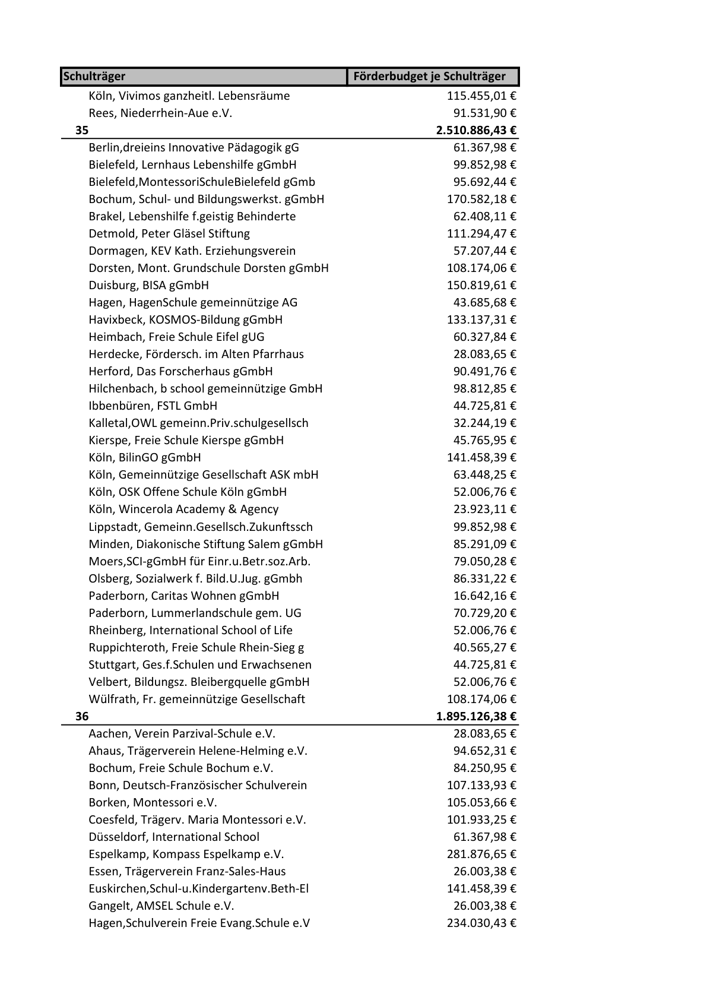 Schulträger Förderbudget je Schulträger
Köln, Vivimos ganzheitl. Lebensräume 115.455,01 €
Rees, Niederrhein-Aue e.V. 91.531,90 €
35 2.510.886,43 €
Berlin,dreieins Innovative Pädagogik gG 61.367,98 €
Bielefeld, Lernhaus Lebenshilfe gGmbH 99.852,98 €
Bielefeld,MontessoriSchuleBielefeld gGmb 95.692,44 €
Bochum, Schul- und Bildungswerkst. gGmbH 170.582,18 €
Brakel, Lebenshilfe f.geistig Behinderte 62.408,11 €
Detmold, Peter Gläsel Stiftung 111.294,47 €
Dormagen, KEV Kath. Erziehungsverein 57.207,44 €
Dorsten, Mont. Grundschule Dorsten gGmbH 108.174,06 €
Duisburg, BISA gGmbH 150.819,61 €
Hagen, HagenSchule gemeinnützige AG 43.685,68 €
Havixbeck, KOSMOS-Bildung gGmbH 133.137,31 €
Heimbach, Freie Schule Eifel gUG 60.327,84 €
Herdecke, Fördersch. im Alten Pfarrhaus 28.083,65 €
Herford, Das Forscherhaus gGmbH 90.491,76 €
Hilchenbach, b school gemeinnützige GmbH 98.812,85 €
Ibbenbüren, FSTL GmbH 44.725,81 €
Kalletal,OWL gemeinn.Priv.schulgesellsch 32.244,19 €
Kierspe, Freie Schule Kierspe gGmbH 45.765,95 €
Köln, BilinGO gGmbH 141.458,39 €
Köln, Gemeinnützige Gesellschaft ASK mbH 63.448,25 €
Köln, OSK Offene Schule Köln gGmbH 52.006,76 €
Köln, Wincerola Academy & Agency 23.923,11 €
Lippstadt, Gemeinn.Gesellsch.Zukunftssch 99.852,98 €
Minden, Diakonische Stiftung Salem gGmbH 85.291,09 €
Moers,SCI-gGmbH für Einr.u.Betr.soz.Arb. 79.050,28 €
Olsberg, Sozialwerk f. Bild.U.Jug. gGmbh 86.331,22 €
Paderborn, Caritas Wohnen gGmbH 16.642,16 €
Paderborn, Lummerlandschule gem. UG 70.729,20 €
Rheinberg, International School of Life 52.006,76 €
Ruppichteroth, Freie Schule Rhein-Sieg g 40.565,27 €
Stuttgart, Ges.f.Schulen und Erwachsenen 44.725,81 €
Velbert, Bildungsz. Bleibergquelle gGmbH 52.006,76 €
Wülfrath, Fr. gemeinnützige Gesellschaft 108.174,06 €
36 1.895.126,38 €
Aachen, Verein Parzival-Schule e.V. 28.083,65 €
Ahaus, Trägerverein Helene-Helming e.V. 94.652,31 €
Bochum, Freie Schule Bochum e.V. 84.250,95 €
Bonn, Deutsch-Französischer Schulverein 107.133,93 €
Borken, Montessori e.V. 105.053,66 €
Coesfeld, Trägerv. Maria Montessori e.V. 101.933,25 €
Düsseldorf, International School 61.367,98 €
Espelkamp, Kompass Espelkamp e.V. 281.876,65 €
Essen, Trägerverein Franz-Sales-Haus 26.003,38 €
Euskirchen,Schul-u.Kindergartenv.Beth-El 141.458,39 €
Gangelt, AMSEL Schule e.V. 26.003,38 €
Hagen,Schulverein Freie Evang.Schule e.V 234.030,43 €